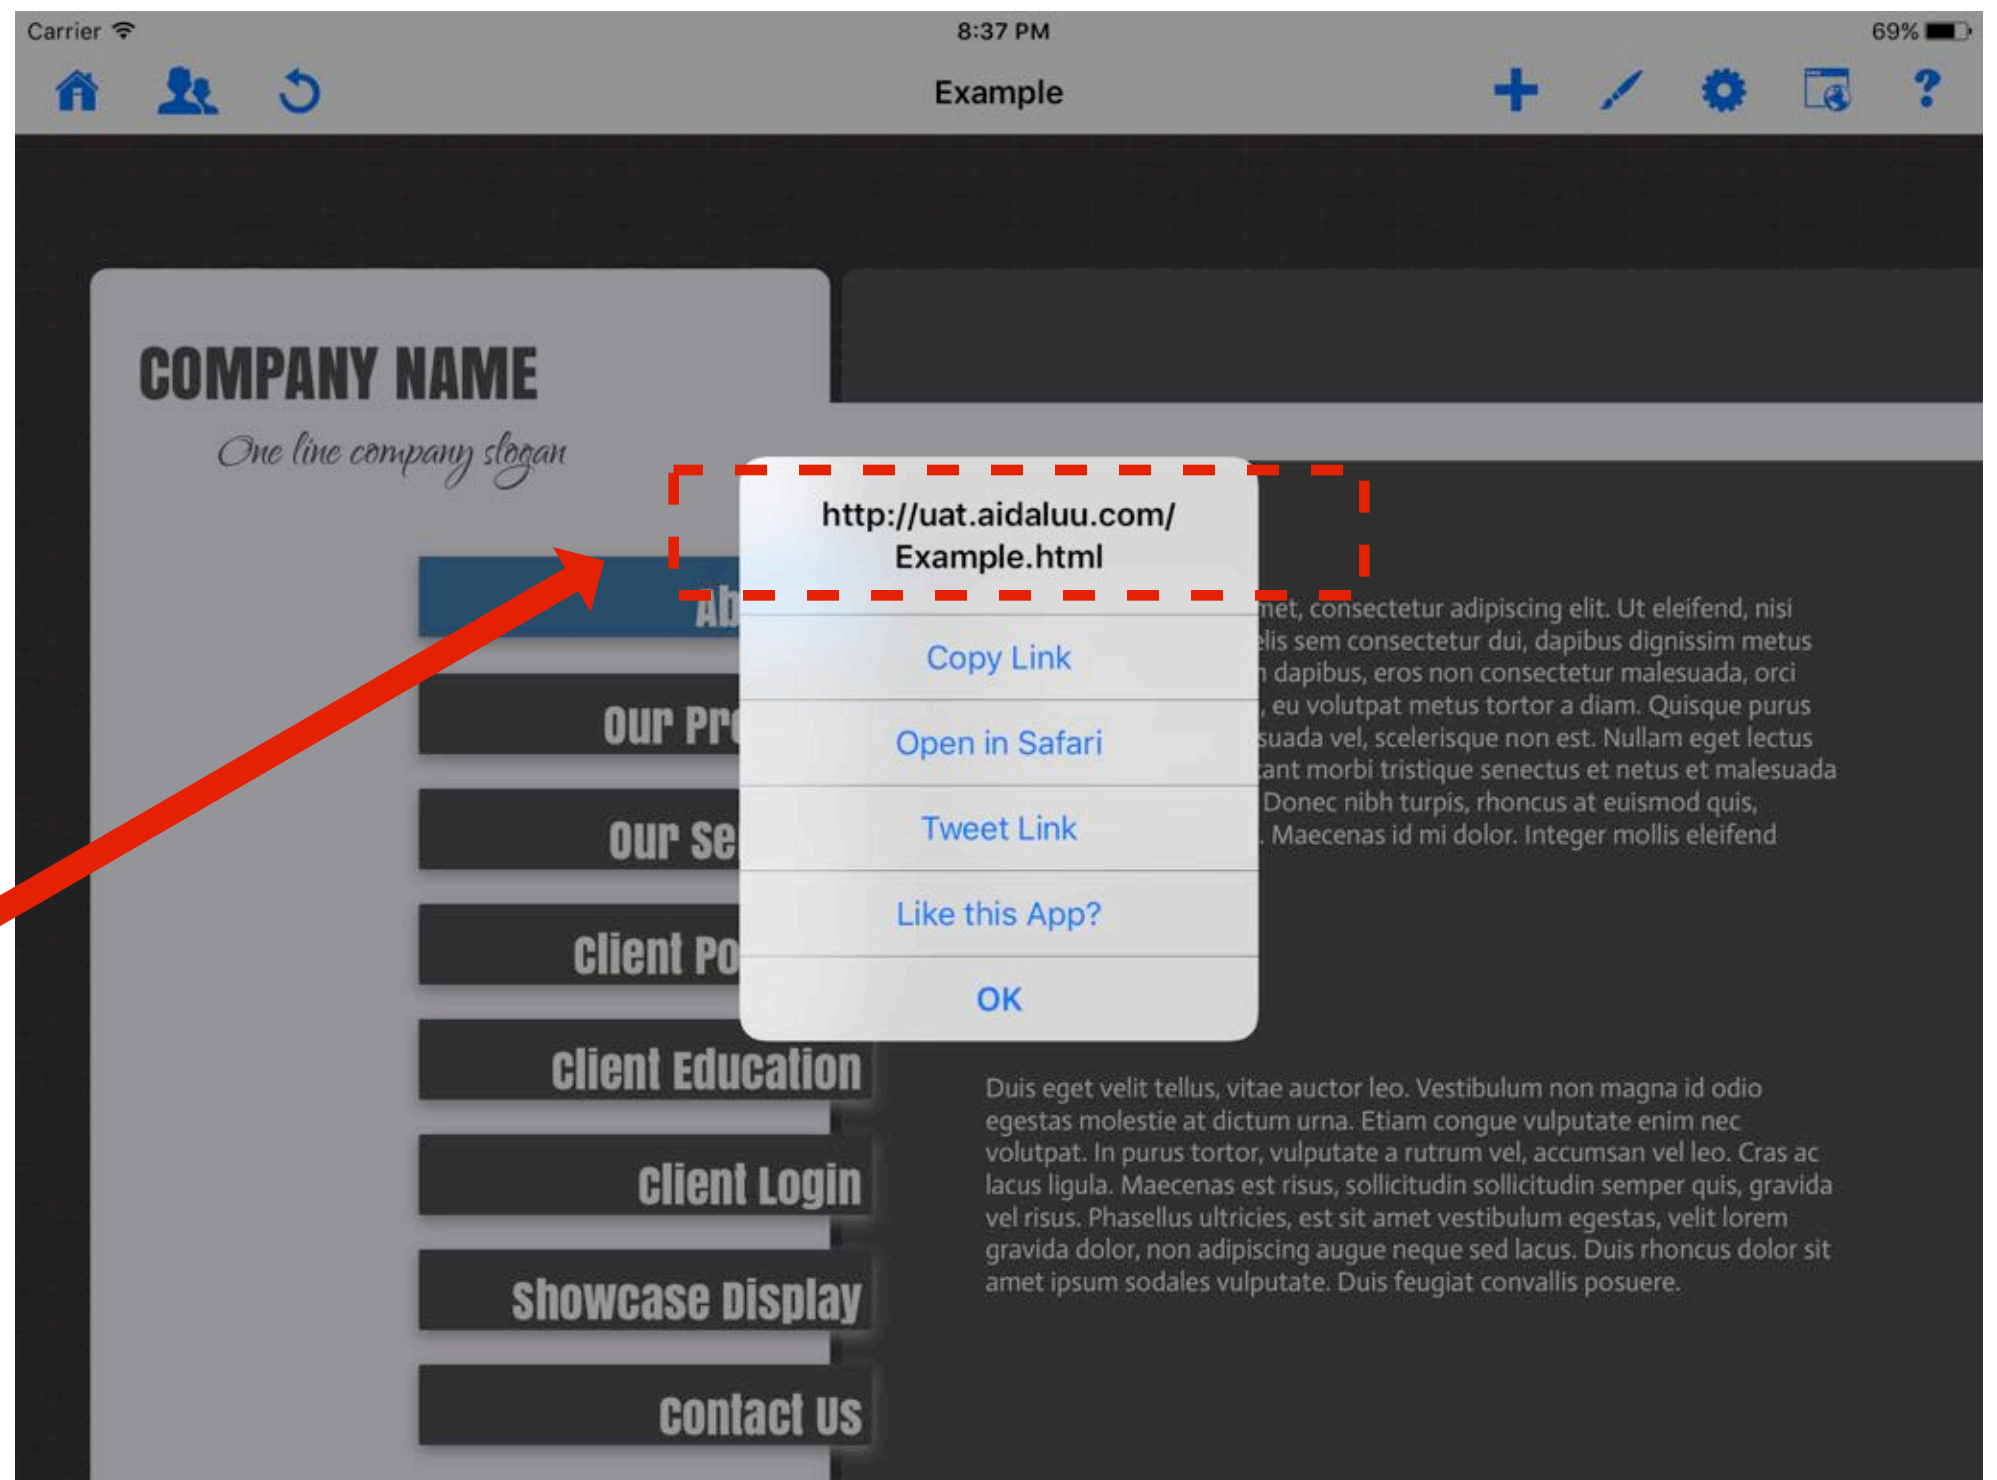 Carrier
8:37 PM
69%
Example
?
COMPANY NAME
One line company slogan
http://uat.aidaluu.com/
Example.html
Copy Link
Open in Safari
Tweet Link
Like this App?
OK
Our
Client
Client Education
Client Login
Showcase Display
Contact Us
consectetur adipiscing elit. Ut eleifend, nisi
sem consectetur dui, dapibus dignissim metus
dapibus, eros non consectetur malesuada, orci
, eu volutpat metus tortor a diam. Quisque purus
vel, scelerisque non est. Nullam eget lectus
morbi tristique senectus et netus et malesuada
Donec nibh turpis, rhoncus at euismod quis,
. Maecenas id mi dolor. Integer mollis eleifend
Duis eget velit tellus, vitae auctor leo. Vestibulum non magna id odio
egestas molestie at dictum urna. Etiam congue vulputate enim nec
volutpat. In purus tortor, vulputate a rutrum vel, accumsan vel leo. Cras ac
lacus ligula. Maecenas est risus, sollicitudin sollicitudin semper quis, gravida
vel risus. Phasellus ultricies, est sit amet vestibulum egestas, velit lorem
gravida dolor, non adipiscing augue neque sed lacus. Duis rhoncus dolor sit
amet ipsum sodales vulputate. Duis feugiat convallis posuere.